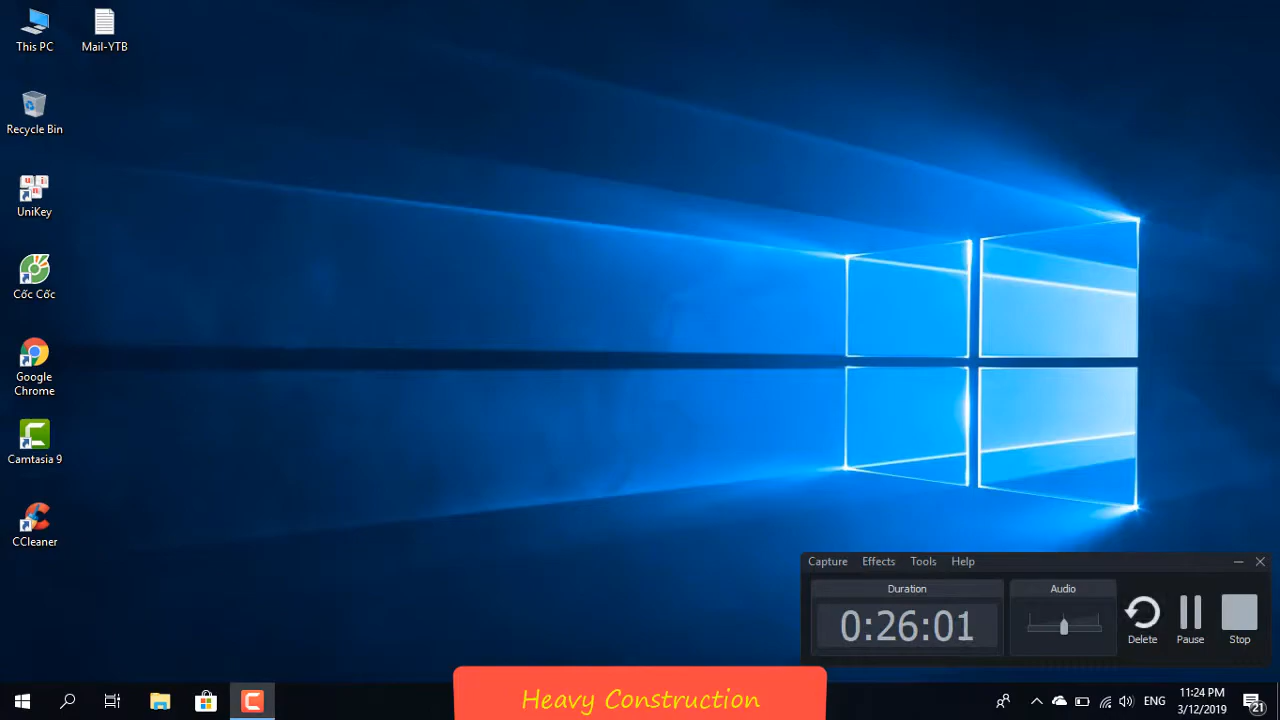 This PC
Mail-YTB
Recycle Bin
UniKey
Cốc Cốc
Google
Chrome
Camtasia 9
CCleaner
Capture Effects Tools Help
Duration
Audio
0:26:01
Delete
Pause
Stop
Heavy Construction
ENG
11:24 PM
3/12/2019
21